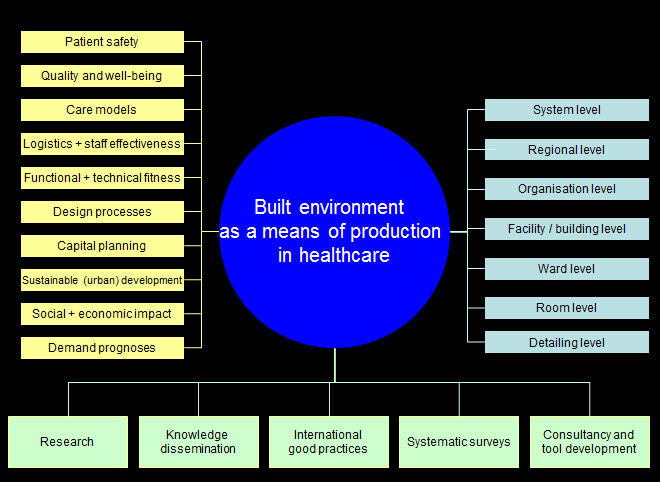 Patient safety
Quality and well-being
Care models
Logistics + staff effectiveness
Functional + technical fitness
Design processes
Capital planning
Sustainable (urban) development
Social + economic impact
Demand prognoses
Built environment
as a means of production
in healthcare
System level
Regional level
Organisation level
Facility / building level
Ward level
Room level
Detailing level
Research
Knowledge
dissemination
International
good practices
Systematic surveys
Consultancy and
tool development